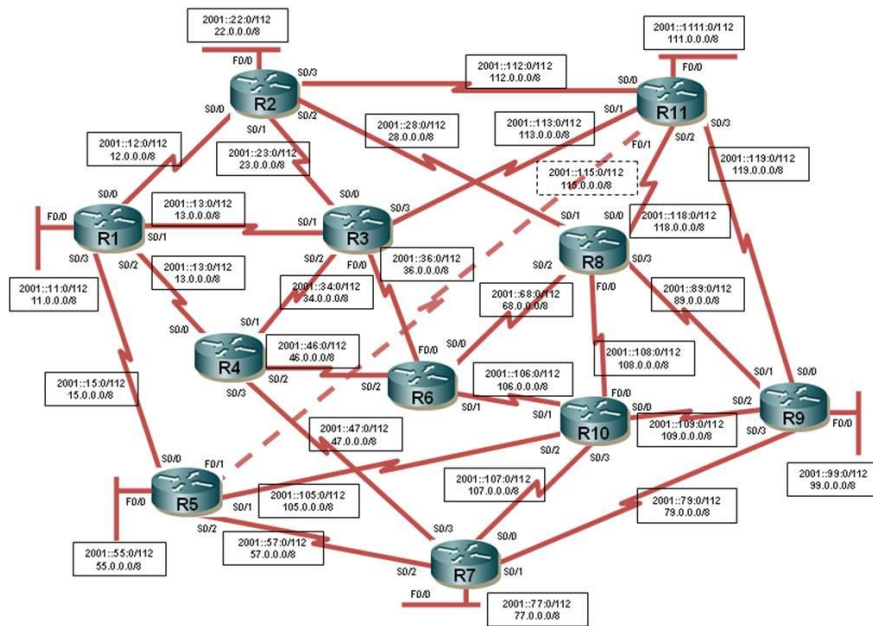 2001::22:0/112
22.0.0.0/8
F0/0
S0/3
R2
S0/0
S0/1
S0/2
2001::112:0/112
112.0.0.0/8
2001::1111:0/112
111.0.0.0/8
F0/0
S0/0
S0/1
R11
F0/1
S0/2
S0/3
2001::12:0/112
12.0.0.0/8
2001::23:0/112
23.0.0.0/8
2001::28:0/112
28.0.0.0/8
2001::113:0/112
113.0.0.0/8
2001::115:0/112
115.0.0.0/8
2001::119:0/112
119.0.0.0/8
S0/0
F0/0
R1
S0/1
S0/3
S0/2
2001::13:0/112
13.0.0.0/8
S0/0
S0/1
S0/3
R3
S0/2
F0/0
2001::36:0/112
36.0.0.0/8
S0/1
S0/0
R8
S0/2
S0/3
F0/0
2001::118:0/112
118.0.0.0/8
2001::11:0/112
11.0.0.0/8
2001::13:0/112
13.0.0.0/8
2001::34:0/112
34.0.0.0/8
2001::68:0/112
68.0.0.0/8
2001::89:0/112
89.0.0.0/8
S0/0
S0/1
R4
S0/2
S0/3
2001::46:0/112
46.0.0.0/8
F0/0
S0/0
R6
S0/2
S0/1
2001::106:0/112
106.0.0.0/8
2001::108:0/112
108.0.0.0/8
2001::15:0/112
15.0.0.0/8
2001::47:0/112
47.0.0.0/8
F0/0
S0/1
S0/0
R10
S0/2
S0/3
2001::109:0/112
109.0.0.0/8
S0/1
S0/0
S0/2
R9
S0/3
F0/0
2001::99:0/112
99.0.0.0/8
S0/0
F0/1
R5
F0/0
S0/1
S0/2
2001::105:0/112
105.0.0.0/8
2001::107:0/112
107.0.0.0/8
2001::79:0/112
79.0.0.0/8
2001::55:0/112
55.0.0.0/8
2001::57:0/112
57.0.0.0/8
S0/3
S0/0
S0/2
R7
S0/1
F0/0
2001::77:0/112
77.0.0.0/8